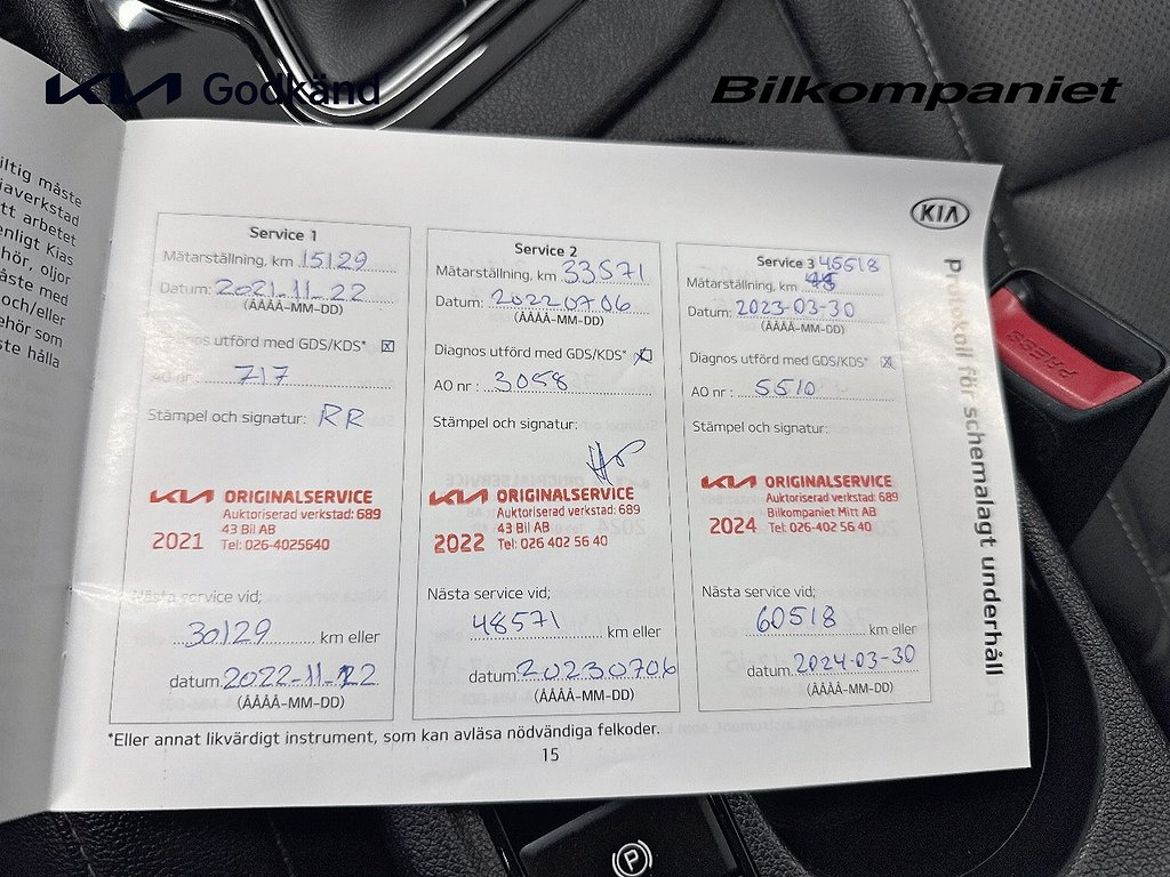 KIA Godkänd
Bilkompaniet
iltig måste
iaverkstad
tt arbetet
enligt Kias
hör, oljor
åste med
och/eller
ehör som
ste hålla
KIA
Protokoll för schemalagt underhåll
Service 1
Mätarställning, km 15129
Datum: 2021-11-22
(ÅÅÅÅ-MM-DD)
Diagnos utförd med GDS/KDS*
AO nr : 717
Stämpel och signatur: RR
KIA ORIGINALSERVICE
Auktoriserad verkstad: 689
43 Bil AB
2021 Tel: 026-4025640
Nästa service vid;
30129 km eller
datum 2022-11-22
(ÅÅÅÅ-MM-DD)
Service 2
Mätarställning, km 33571
Datum: 20220706
(ÅÅÅÅ-MM-DD)
Diagnos utförd med GDS/KDS*
AO nr : 3058
Stämpel och signatur:
KIA ORIGINALSERVICE
Auktoriserad verkstad: 689
43 Bil AB
2022 Tel: 026 402 56 40
Nästa service vid;
48571 km eller
datum 20230706
(ÅÅÅÅ-MM-DD)
Service 3 45518
Mätarställning, km
Datum: 2023-03-30
(ÅÅÅÅ-MM-DD)
Diagnos utförd med GDS/KDS*
AO nr : 5510
Stämpel och signatur:
KIA ORIGINALSERVICE
Auktoriserad verkstad: 689
Bilkompaniet Mitt AB
2024 Tel: 026-402 56 40
Nästa service vid;
60518 km eller
datum 2024-03-30
(ÅÅÅÅ-MM-DD)
*Eller annat likvärdigt instrument, som kan avläsa nödvändiga felkoder.
15
PRESS
P